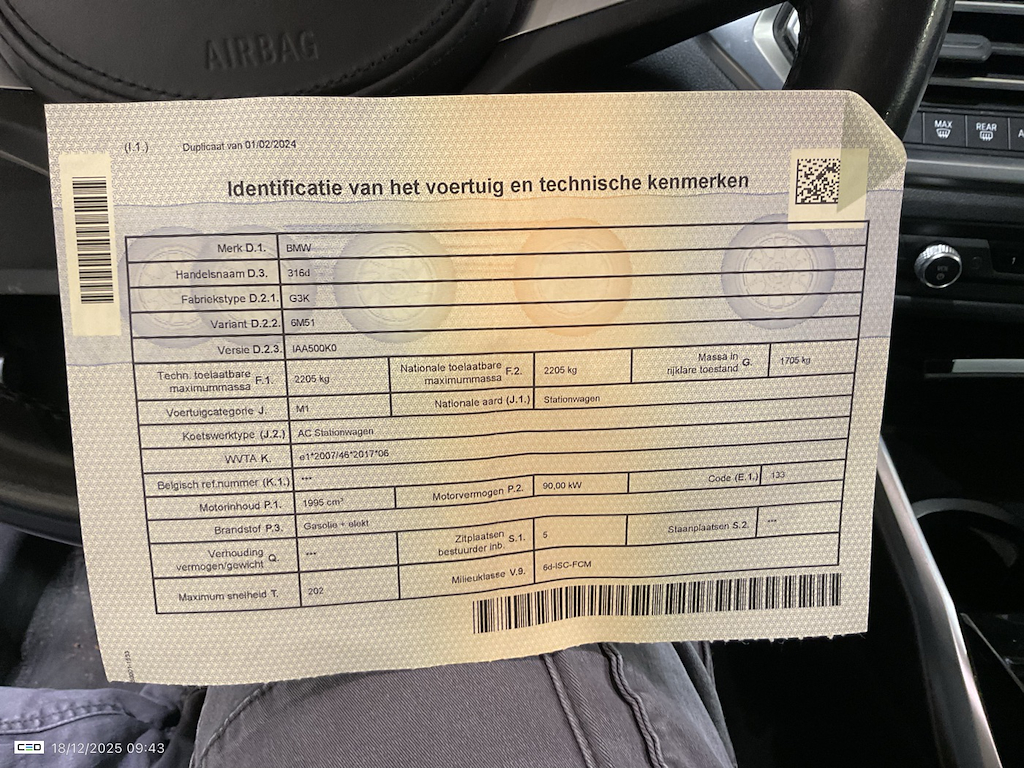 AIRBAG
MAX
REAR
A
(I.1.) Duplicaat van 01/02/2024
Identificatie van het voertuig en technische kenmerken
Merk D.1. BMW
Handelsnaam D.3. 316d
Fabriekstype D.2.1. G3K
Variant D.2.2. 6M51
Versie D.2.3. IAA500K0
Techn. toelaatbare maximummassa F.1. 2205 kg Nationale toelaatbare maximummassa F.2. 2205 kg Massa in rijklare toestand G. 1705 kg
Voertuigcategorie J. M1 Nationale aard (J.1.) Stationwagen
Koetswerktype (J.2.) AC Stationwagen
WVTA K. e1*2007/46*2017*06
Belgisch ref.nummer (K.1.) ***
Motorinhoud P.1. 1995 cm³ Motorvermogen P.2. 90,00 kW Code (E.1.) 133
Brandstof P.3. Gasolie + elekt
Verhouding vermogen/gewicht Q. *** Zitplaatsen bestuurder inb. S.1. 5 Staanplaatsen S.2. ***
Maximum snelheid T. 202 Milieuklasse V.9. 6d-ISC-FCM
CEO 18/12/2025 09:43